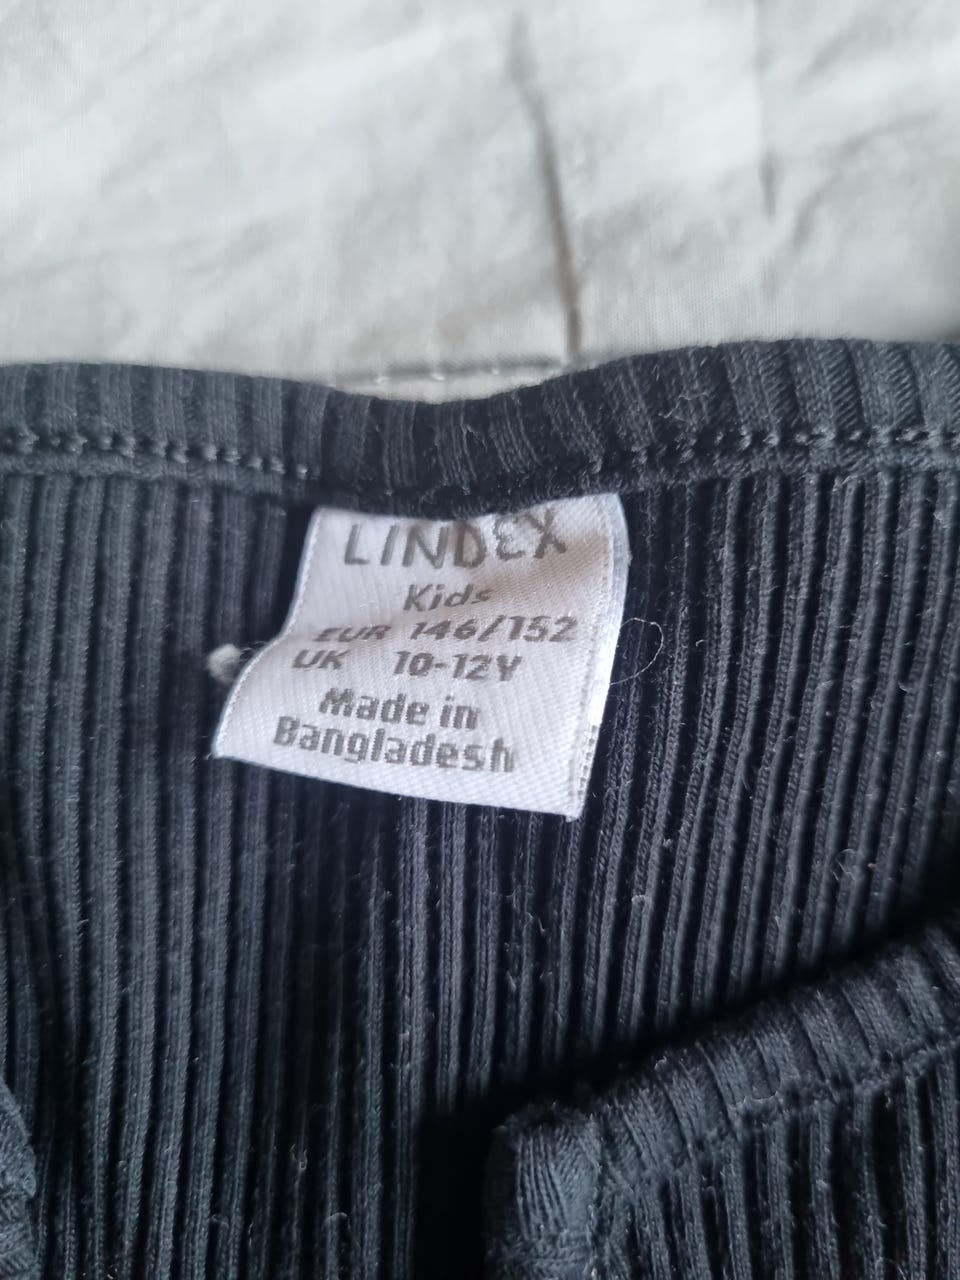 LINDEX
Kids
EUR 146/152
UK 10-12Y
Made in
Bangladesh